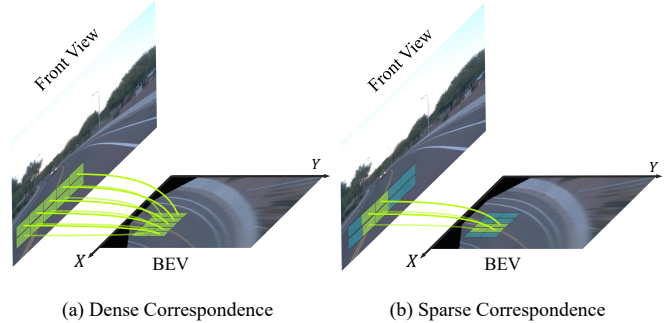 Front View
Y
X
BEV
(a) Dense Correspondence
Front View
Y
X
BEV
(b) Sparse Correspondence